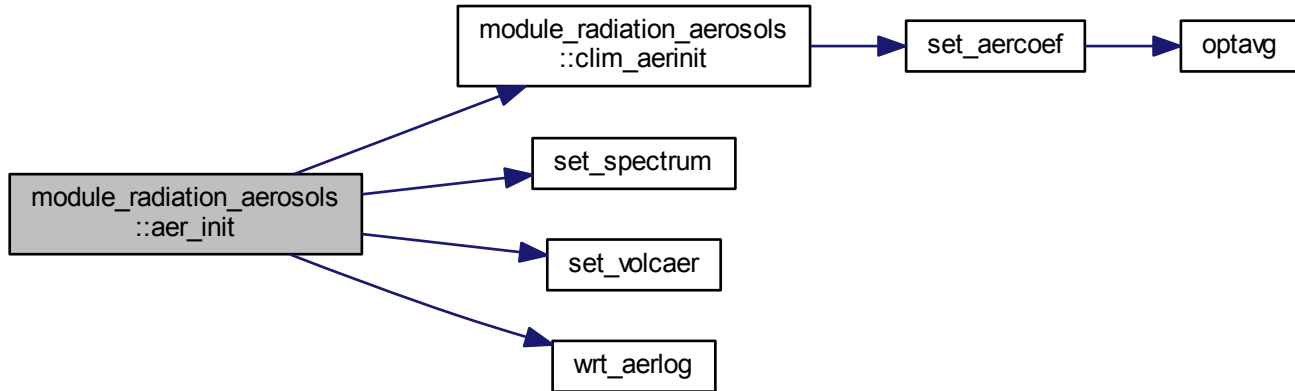 module_radiation_aerosols
::clim_aerinit
set_aercoef
optavg
set_spectrum
module_radiation_aerosols
::aer_init
set_volcaer
wrt_aerlog